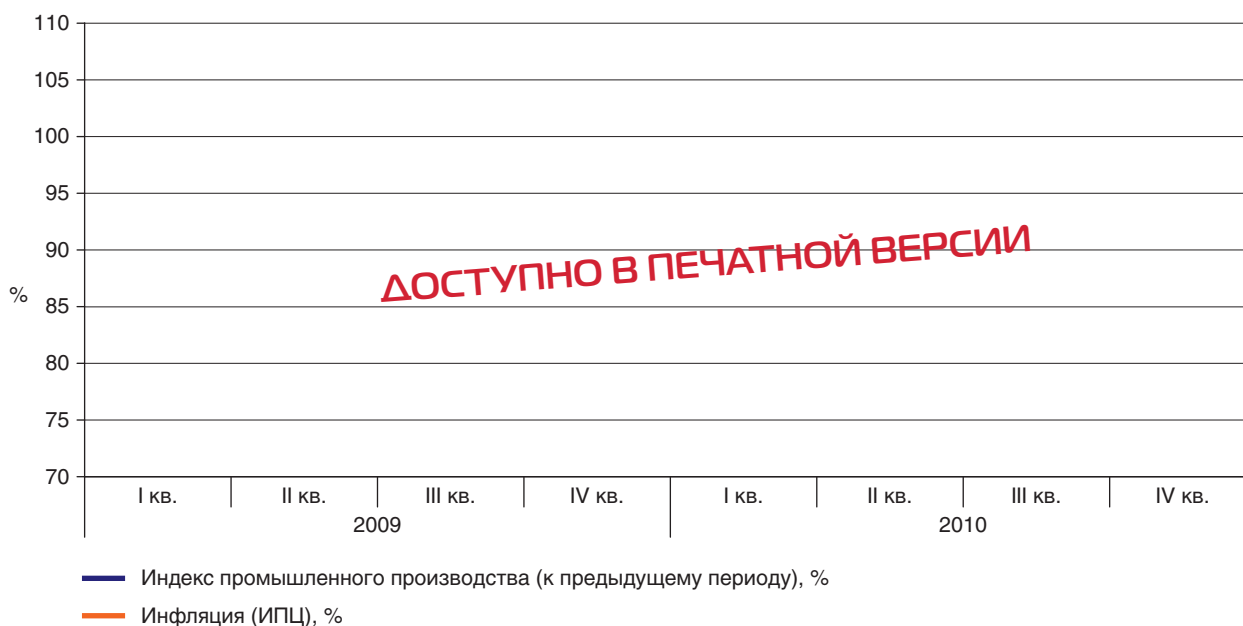 110
105
100
95
90
%
85
80
75
70
ДОСТУПНО В ПЕЧАТНОЙ ВЕРСИИ
I кв. II кв. III кв. IV кв. I кв. II кв. III кв. IV кв.
2009 2010
Индекс промышленного производства (к предыдущему периоду), %
Инфляция (ИПЦ), %